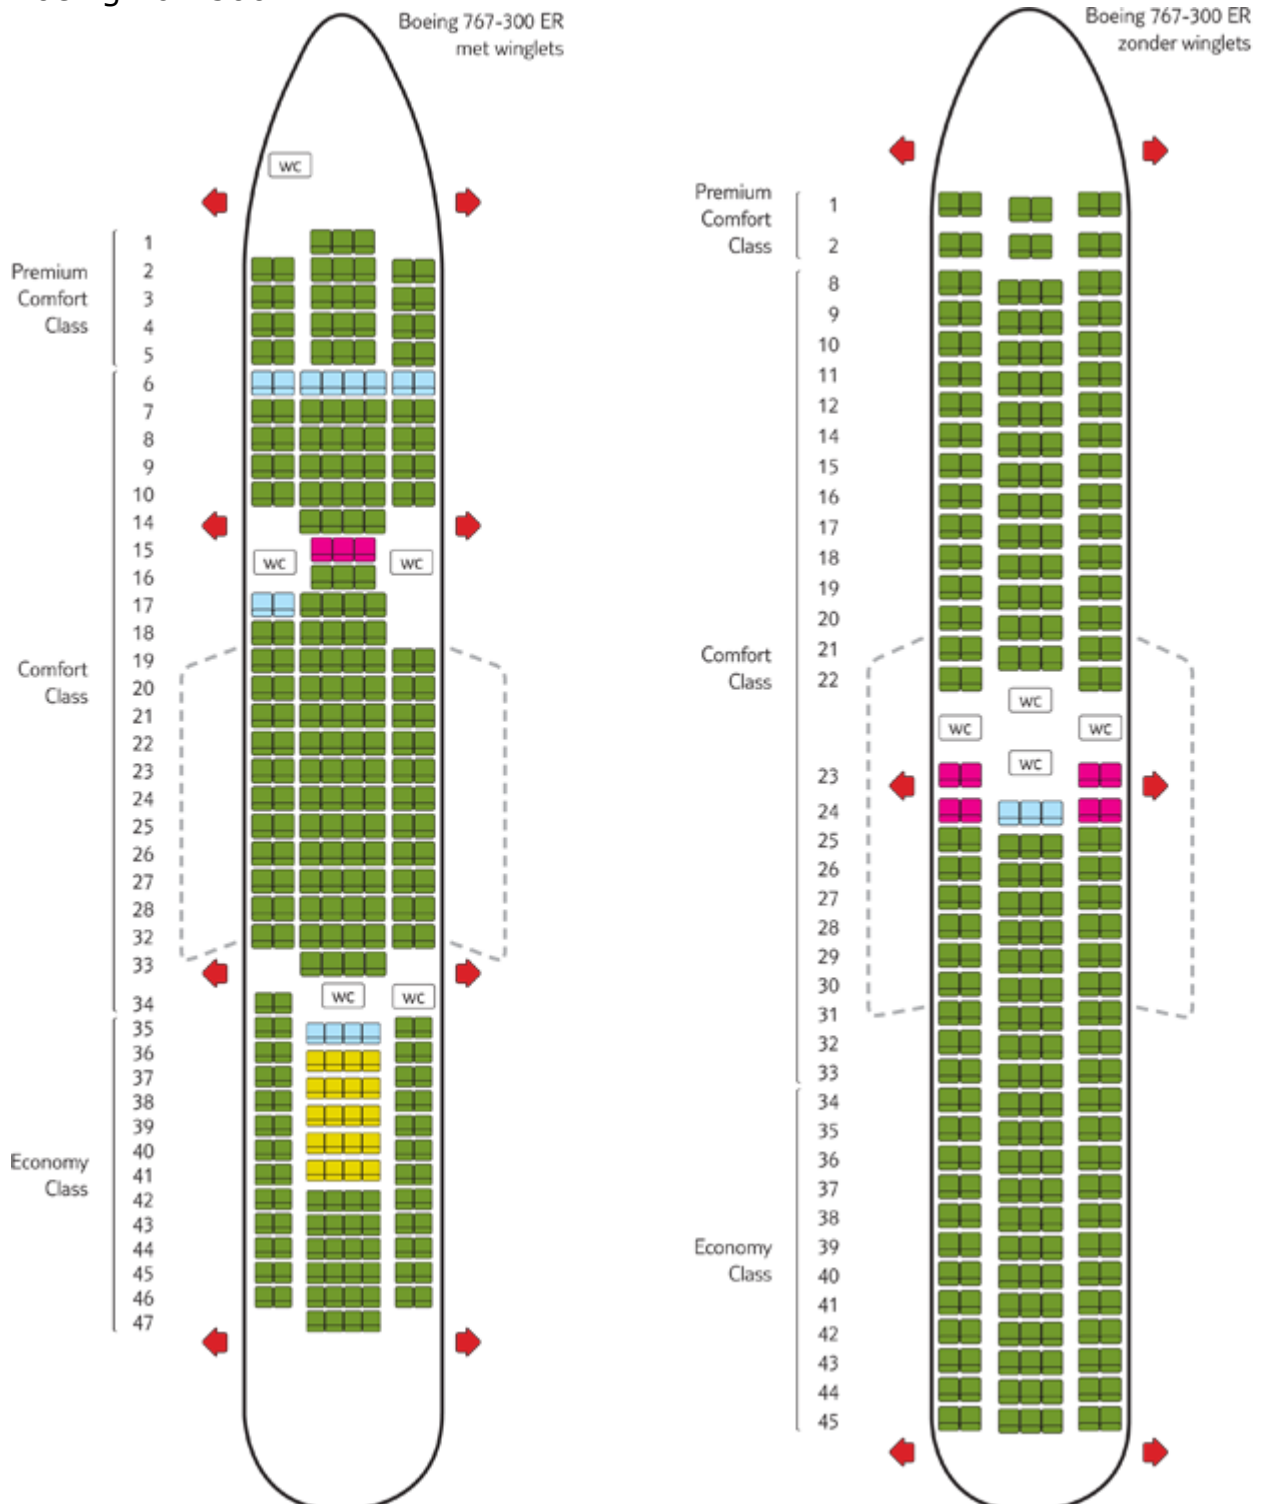 Boeing 767-300 ER
met winglets
WC
Premium
Comfort
Class
1
2
3
4
5
6
7
8
9
10
14
15
WC
WC
16
17
18
Comfort
Class
19
20
21
22
23
24
25
26
27
28
32
33
34
WC
WC
35
36
37
38
39
40
41
Economy
Class
42
43
44
45
46
47
Boeing 767-300 ER
zonder winglets
Premium
Comfort
Class
1
2
8
9
10
11
12
14
15
16
17
18
19
20
21
22
Comfort
Class
WC
WC
WC
WC
23
24
25
26
27
28
29
30
31
32
33
34
35
36
37
38
39
40
41
42
43
44
45
Economy
Class